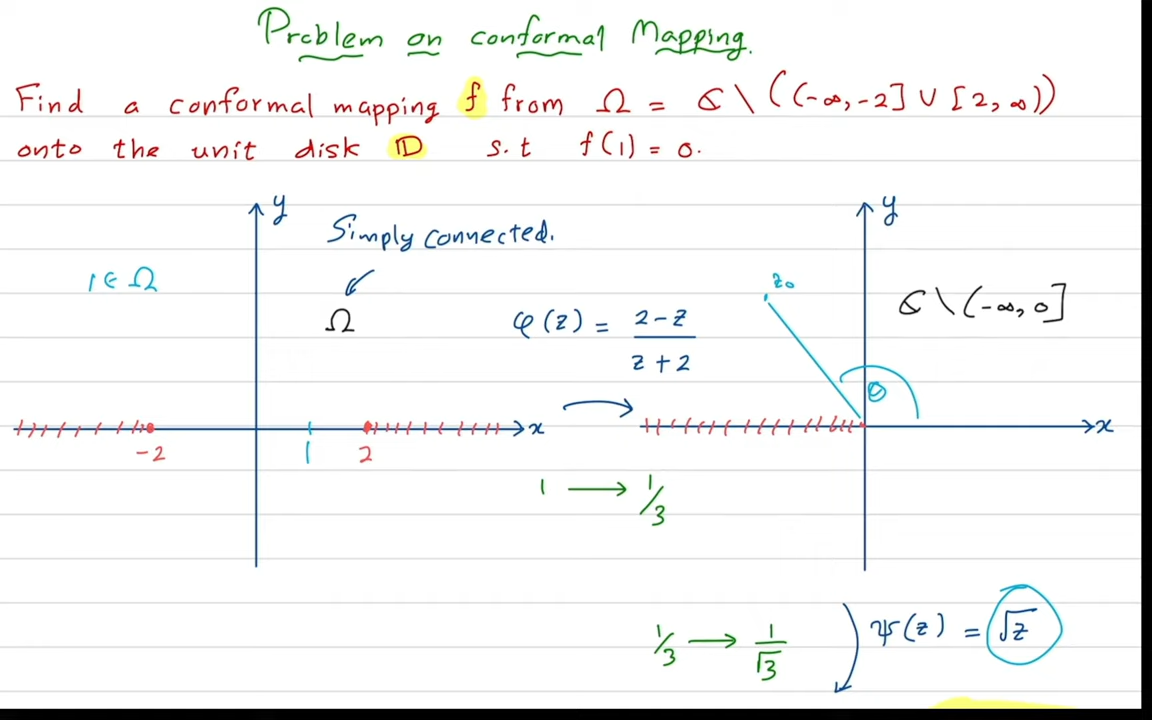 Problem on conformal Mapping.
Find a conformal mapping f from Ω = ℂ \ ((-∞, -2] ∪ [2, ∞))
onto the unit disk 𝔻 s.t f(1) = 0.
y
y
Simply connected.
1 ∈ Ω
z₀
Ω
φ(z) = (2-z)/(z+2)
ℂ \ (-∞, 0]
θ
x
x
-2
1
2
1 → 1/3
1/3 → 1/√3
ψ(z) = √z